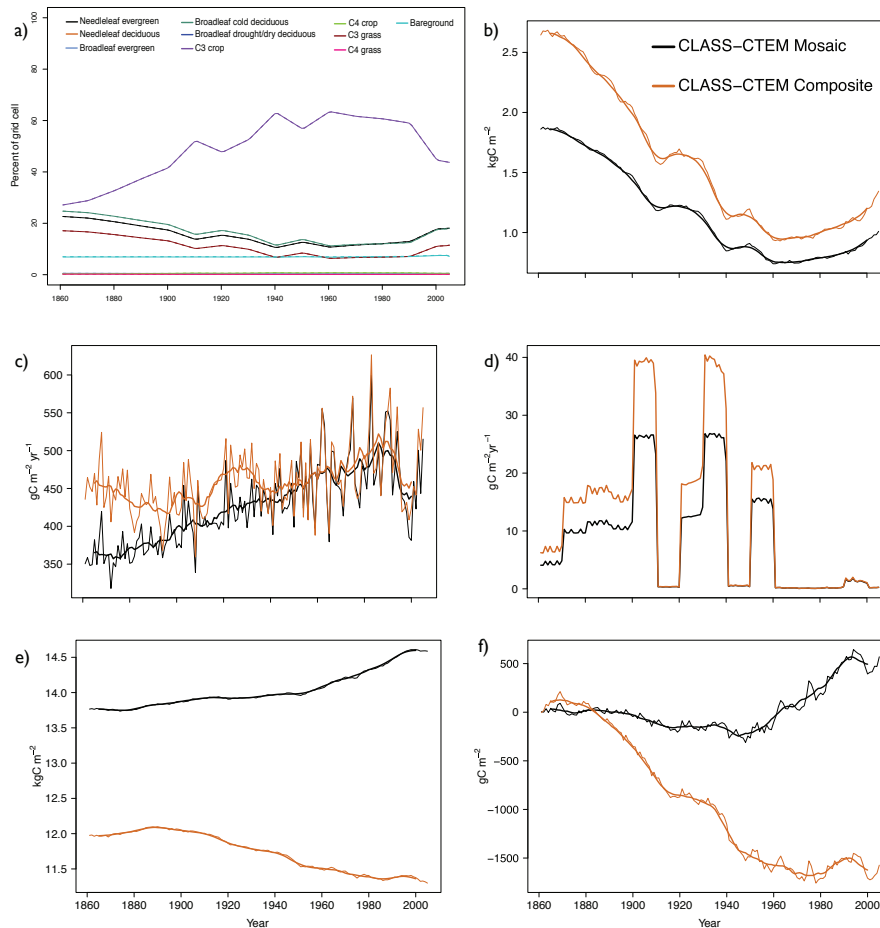 a)
Needleleaf evergreen
Needleleaf deciduous
Broadleaf evergreen
Broadleaf cold deciduous
Broadleaf drought/dry deciduous
C3 crop
C4 crop
C3 grass
C4 grass
Bareground
Percent of grid cell
100
80
60
40
20
0
1860 1880 1900 1920 1940 1960 1980 2000
b)
CLASS−CTEM Mosaic
CLASS−CTEM Composite
kgC m−2
2.5
2.0
1.5
1.0
c)
gC m−2 yr−1
600
550
500
450
400
350
d)
gC m−2yr−1
40
30
20
10
0
e)
kgC m−2
14.5
14.0
13.5
13.0
12.5
12.0
11.5
1860 1880 1900 1920 1940 1960 1980 2000
Year
f)
gC m−2
500
0
−500
−1000
−1500
1860 1880 1900 1920 1940 1960 1980 2000
Year